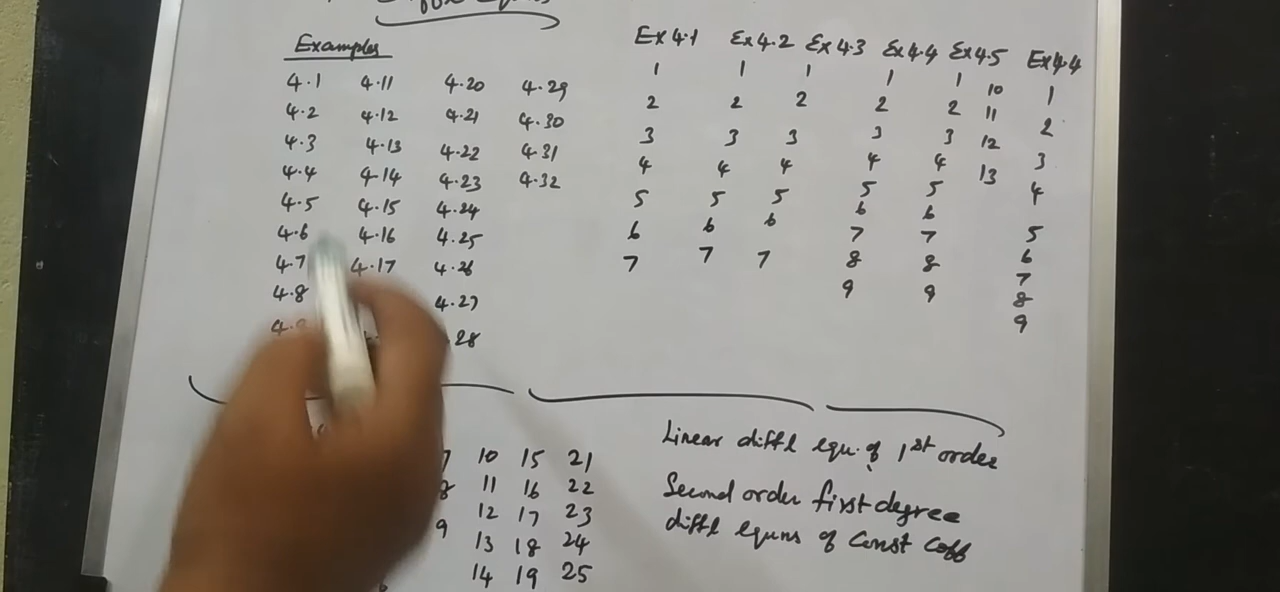 Examples
4.1 4.11 4.20 4.29
4.2 4.12 4.21 4.30
4.3 4.13 4.22 4.31
4.4 4.14 4.23 4.32
4.5 4.15 4.24
4.6 4.16 4.25
4.7 4.17 4.26
4.8 4.27
28
Ex 4.1 Ex 4.2 Ex 4.3 Ex 4.4 Ex 4.5 Ex 4.4
1 1 1 1 1 10 1
2 2 2 2 2 11 2
3 3 3 3 3 12 3
4 4 4 4 4 13 4
5 5 5 5 5 5
6 6 6 6 6 6
7 7 7 7 7 7
8 8 8
9 9 9
10 15 21
11 16 22
12 17 23
13 18 24
14 19 25
9
Linear diffl equ. of 1st order
Second order first degree
diffl equns of Const Coff